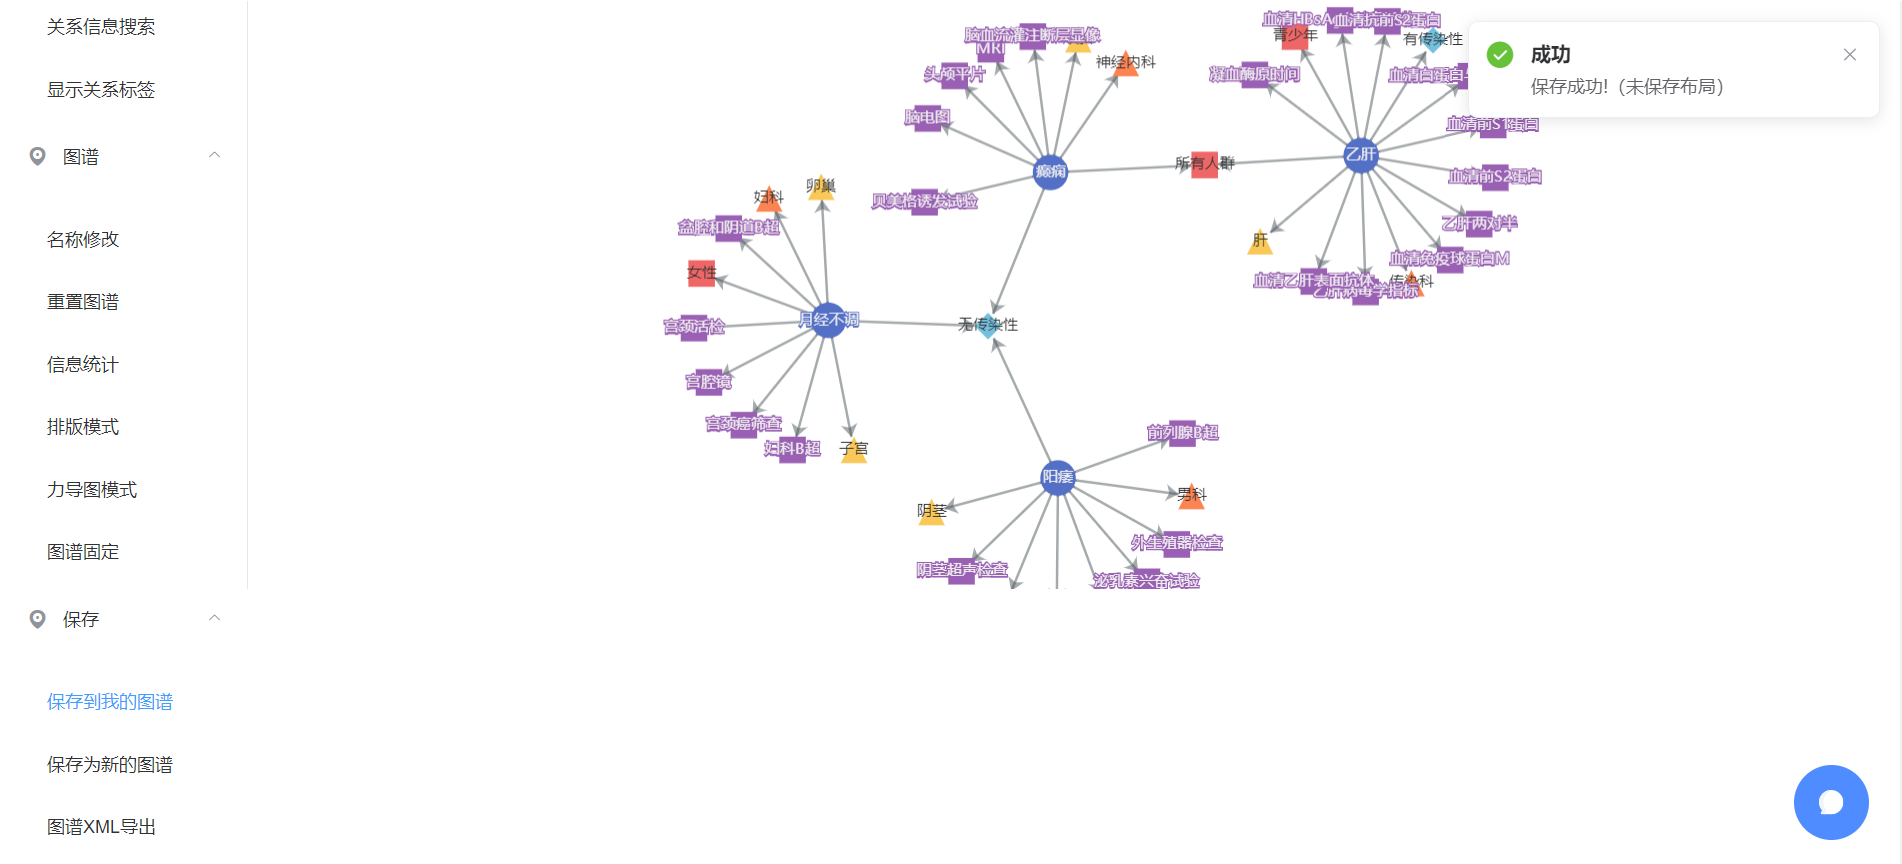 关系信息搜索
显示关系标签
图谱
名称修改
重置图谱
信息统计
排版模式
力导图模式
图谱固定
保存
保存到我的图谱
保存为新的图谱
图谱XML导出
成功
保存成功!（未保存布局）
脑血流灌注断层显像
MRI
神经内科
头颅平片
脑电图
癫痫
贝美格诱发试验
所有人群
血清抗前S2蛋白
青少年
有传染性
凝血酶原时间
血清前S1蛋白
乙肝
血清前S2蛋白
乙肝两对半
肝
血清免疫球蛋白M
血清乙肝表面抗体
乙肝病毒学指标
传染科
卵巢
妇科
盆腔和阴道B超
女性
月经不调
宫颈活检
无传染性
宫腔镜
宫颈癌筛查
妇科B超
子宫
前列腺B超
阳痿
男科
阴茎
外生殖器检查
阴茎超声检查
泌乳素兴奋试验